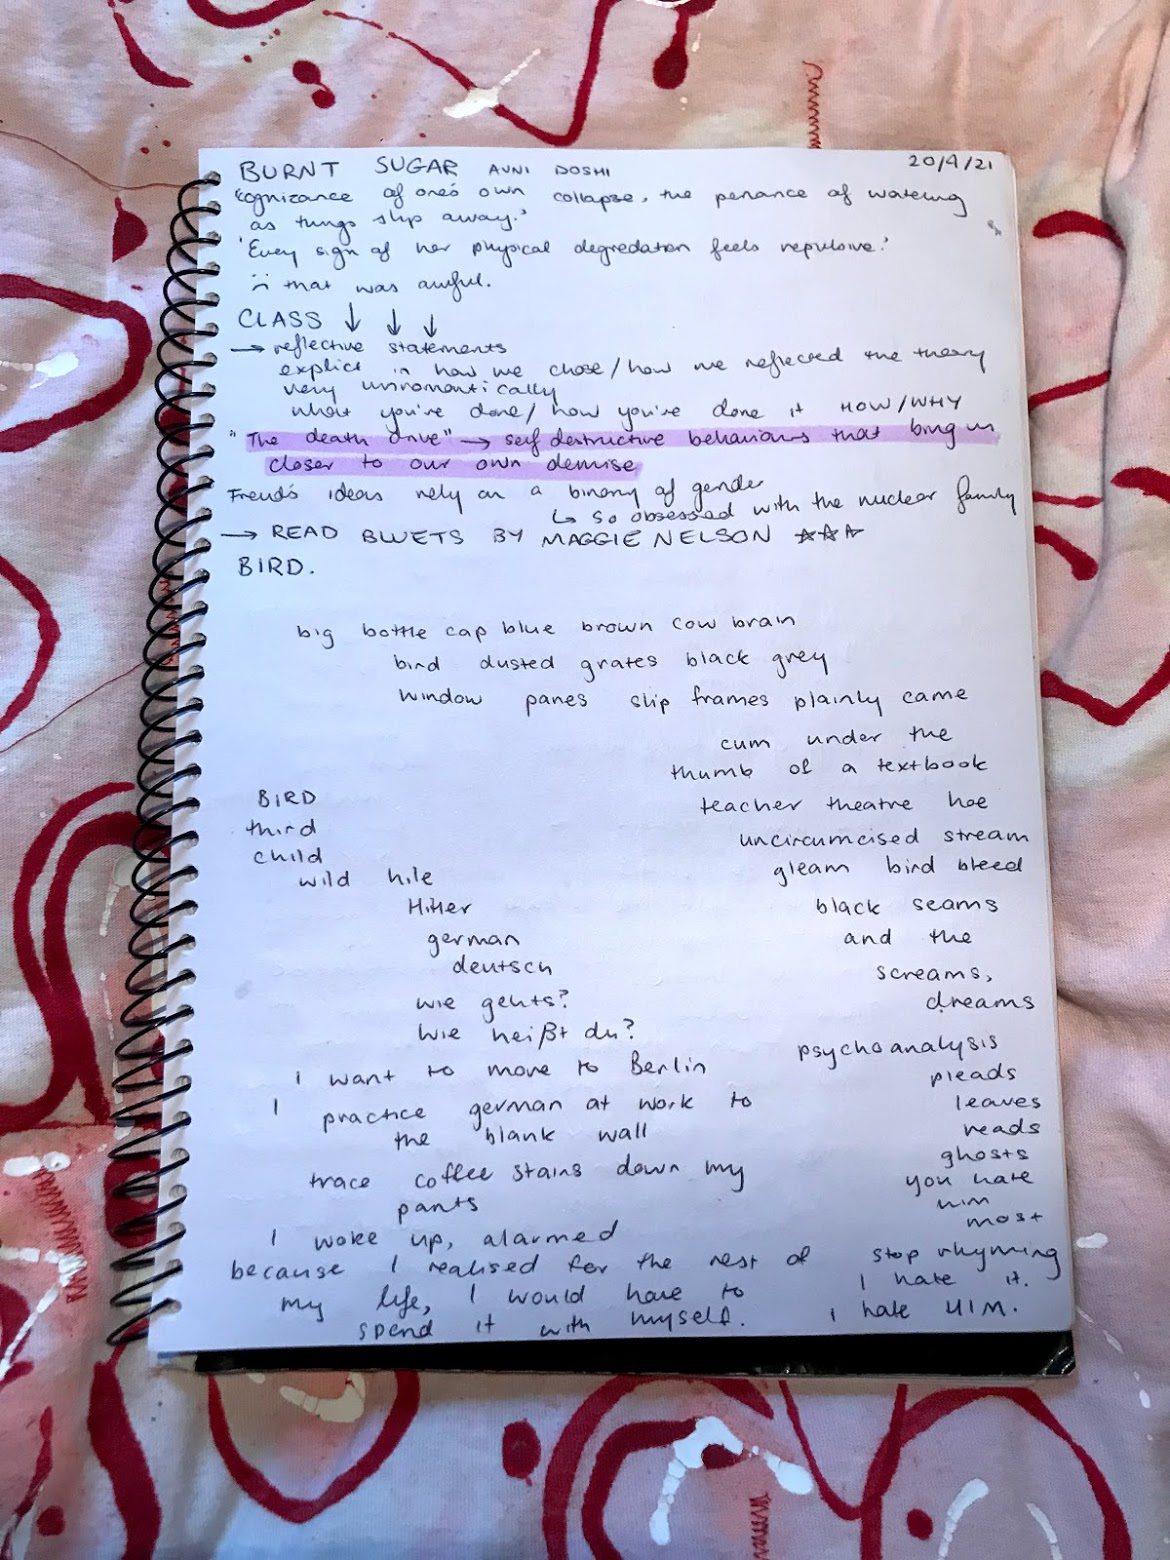 BURNT SUGAR AVNI DOSHI
20/4/21
'Cognizance of one's own collapse, the penance of watching
as things slip away.'
'Every sign of her physical degredation feels repulsive.'
:( that was awful.
CLASS ↓ ↓ ↓
→ reflective statements
explicit in how we chose/how we reflected the theory
very unromantically
what you've done/how you've done it HOW/WHY
"The death drive" → self destructive behaviours that bring us
closer to our own demise
Freud's ideas rely on a binary of gender
↳ so obsessed with the nuclear family
→ READ BLUETS BY MAGGIE NELSON ☆☆☆
BIRD.
big bottle cap blue brown cow brain
bird dusted grates black grey
window panes slip frames plainly came
cum under the
thumb of a textbook
teacher theatre hoe
uncircumcised stream
gleam bird bleed
black seams
and the
screams,
dreams
psychoanalysis
pleads
leaves
reads
ghosts
you hate
him
most
stop rhyming
I hate it.
I hate HIM.
BIRD
third
child
wild hile
Hitler
german
deutsch
wie gehts?
Wie heißt du?
I want to move to Berlin
I practice german at work to
the blank wall
trace coffee stains down my
pants
I woke up, alarmed
because I realised for the rest of
my life, I would have to
spend it with myself.